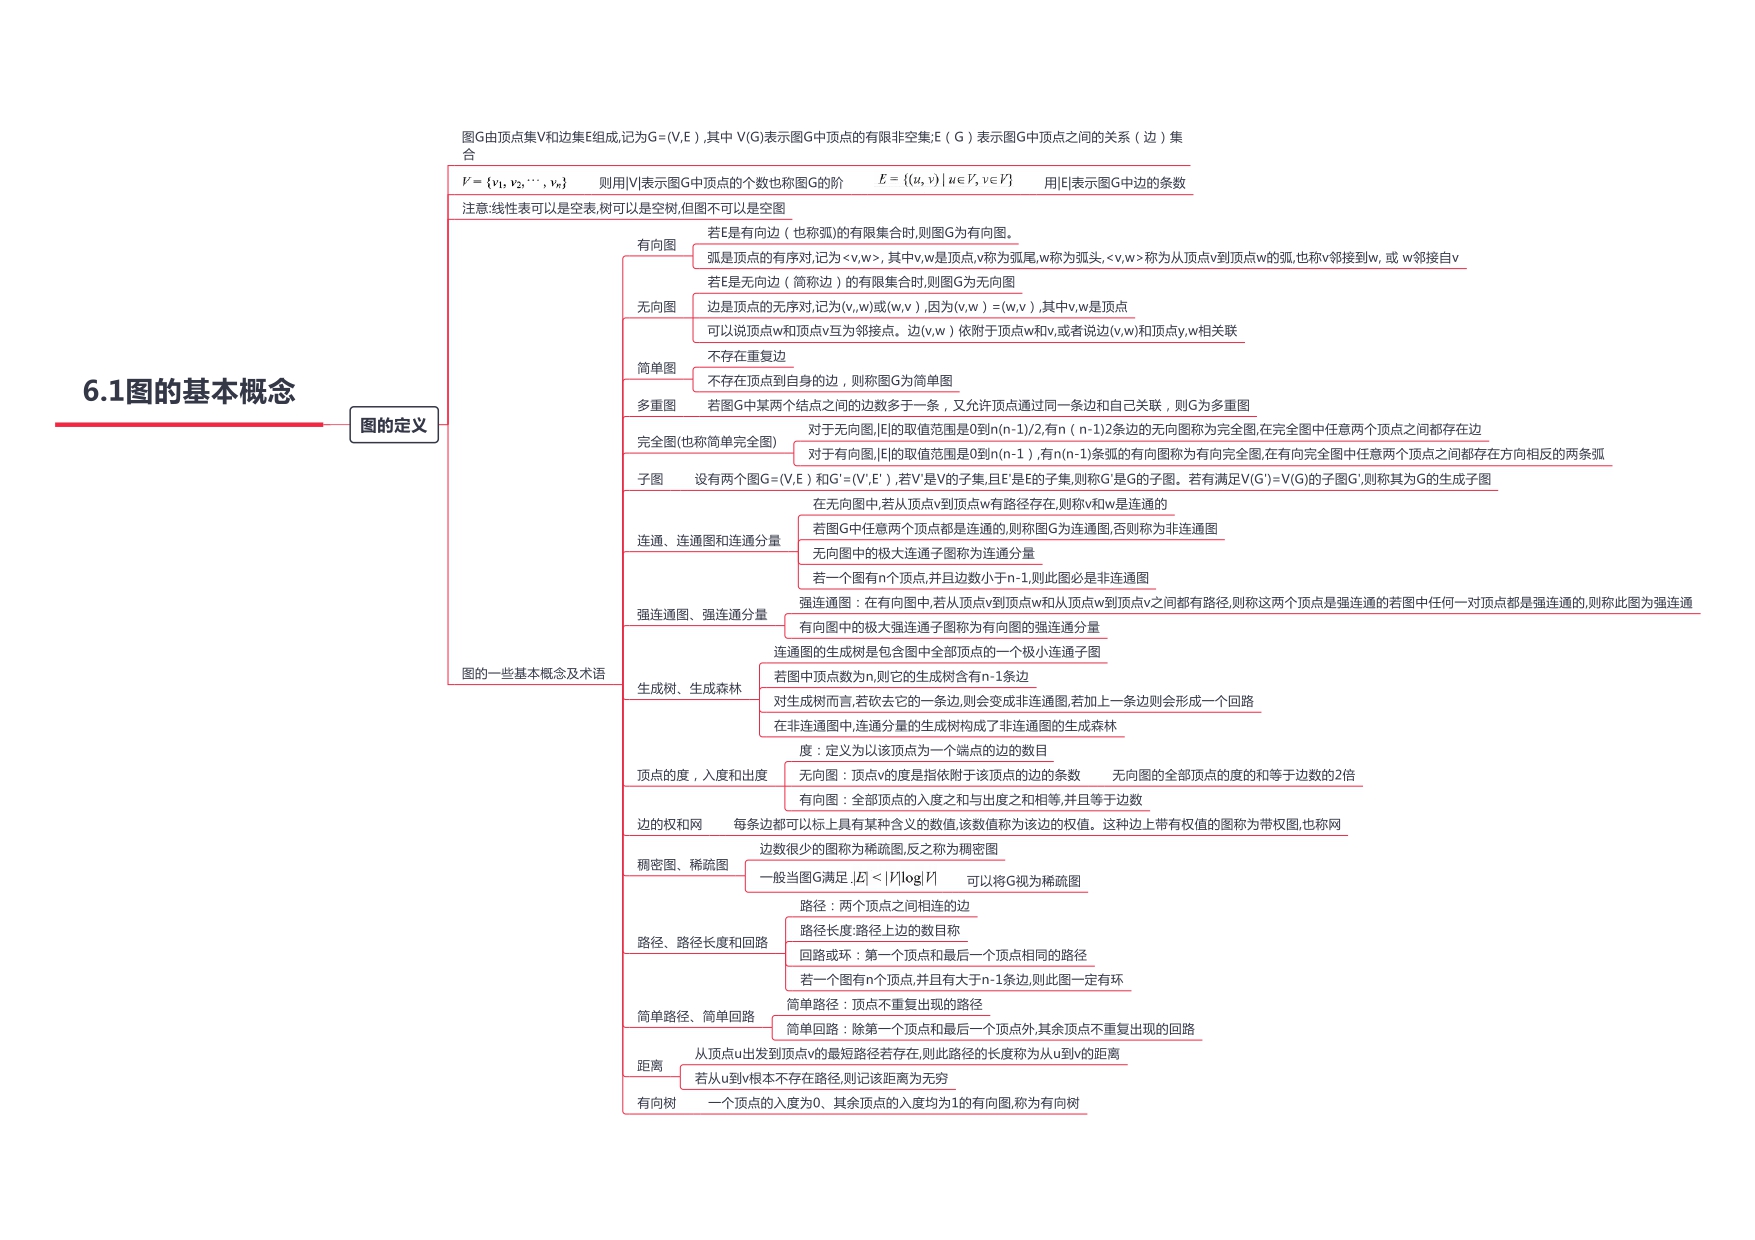 6.1图的基本概念
图的定义
图G由顶点集V和边集E组成,记为G=(V,E）,其中 V(G)表示图G中顶点的有限非空集;E（G）表示图G中顶点之间的关系（边）集
合
V = {v1, v2, ⋯ , vn} 则用|V|表示图G中顶点的个数也称图G的阶 E = {(u, v) | u∈V, v∈V} 用|E|表示图G中边的条数
注意:线性表可以是空表,树可以是空树,但图不可以是空图
图的一些基本概念及术语
有向图
若E是有向边（也称弧)的有限集合时,则图G为有向图。
弧是顶点的有序对,记为<v,w>, 其中v,w是顶点,v称为弧尾,w称为弧头,<v,w>称为从顶点v到顶点w的弧,也称v邻接到w, 或 w邻接自v
无向图
若E是无向边（简称边）的有限集合时,则图G为无向图
边是顶点的无序对,记为(v,,w)或(w,v）,因为(v,w）=(w,v）,其中v,w是顶点
可以说顶点w和顶点v互为邻接点。边(v,w）依附于顶点w和v,或者说边(v,w)和顶点y,w相关联
简单图
不存在重复边
不存在顶点到自身的边，则称图G为简单图
多重图 若图G中某两个结点之间的边数多于一条，又允许顶点通过同一条边和自己关联，则G为多重图
完全图(也称简单完全图)
对于无向图,|E|的取值范围是0到n(n-1)/2,有n（n-1)2条边的无向图称为完全图,在完全图中任意两个顶点之间都存在边
对于有向图,|E|的取值范围是0到n(n-1）,有n(n-1)条弧的有向图称为有向完全图,在有向完全图中任意两个顶点之间都存在方向相反的两条弧
子图 设有两个图G=(V,E）和G'=(V',E'）,若V'是V的子集,且E'是E的子集,则称G'是G的子图。若有满足V(G')=V(G)的子图G',则称其为G的生成子图
连通、连通图和连通分量
在无向图中,若从顶点v到顶点w有路径存在,则称v和w是连通的
若图G中任意两个顶点都是连通的,则称图G为连通图,否则称为非连通图
无向图中的极大连通子图称为连通分量
若一个图有n个顶点,并且边数小于n-1,则此图必是非连通图
强连通图、强连通分量
强连通图：在有向图中,若从顶点v到顶点w和从顶点w到顶点v之间都有路径,则称这两个顶点是强连通的若图中任何一对顶点都是强连通的,则称此图为强连通
有向图中的极大强连通子图称为有向图的强连通分量
生成树、生成森林
连通图的生成树是包含图中全部顶点的一个极小连通子图
若图中顶点数为n,则它的生成树含有n-1条边
对生成树而言,若砍去它的一条边,则会变成非连通图,若加上一条边则会形成一个回路
在非连通图中,连通分量的生成树构成了非连通图的生成森林
顶点的度，入度和出度
度：定义为以该顶点为一个端点的边的数目
无向图：顶点v的度是指依附于该顶点的边的条数 无向图的全部顶点的度的和等于边数的2倍
有向图：全部顶点的入度之和与出度之和相等,并且等于边数
边的权和网 每条边都可以标上具有某种含义的数值,该数值称为该边的权值。这种边上带有权值的图称为带权图,也称网
稠密图、稀疏图
边数很少的图称为稀疏图,反之称为稠密图
一般当图G满足 .|E| < |V|log|V| 可以将G视为稀疏图
路径、路径长度和回路
路径：两个顶点之间相连的边
路径长度:路径上边的数目称
回路或环：第一个顶点和最后一个顶点相同的路径
若一个图有n个顶点,并且有大于n-1条边,则此图一定有环
简单路径、简单回路
简单路径：顶点不重复出现的路径
简单回路：除第一个顶点和最后一个顶点外,其余顶点不重复出现的回路
距离
从顶点u出发到顶点v的最短路径若存在,则此路径的长度称为从u到v的距离
若从u到v根本不存在路径,则记该距离为无穷
有向树 一个顶点的入度为0、其余顶点的入度均为1的有向图,称为有向树